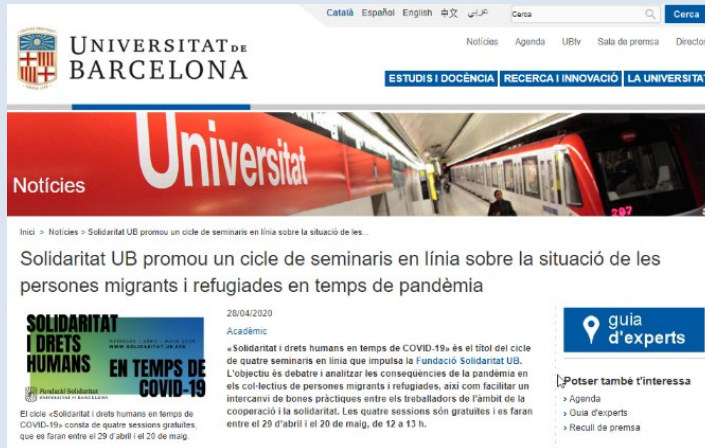 Català Español English 中文 عربي Cerca Cerca
UNIVERSITAT DE
BARCELONA
Notícies Agenda UBtv Sala de premsa Director
ESTUDIS I DOCÈNCIA RECERCA I INNOVACIÓ LA UNIVERSITAT
Universitat
Notícies
297
Inici > Notícies > Solidaritat UB promou un cicle de seminaris en línia sobre la situació de les...
Solidaritat UB promou un cicle de seminaris en línia sobre la situació de les
persones migrants i refugiades en temps de pandèmia
SOLIDARITAT
I DRETS
HUMANS
WWW.SOLIDARITAT.UB.EDU
EN TEMPS DE
COVID-19
Fundació Solidaritat
El cicle «Solidaritat i drets humans en temps de
COVID-19» consta de quatre sessions gratuïtes,
que es faran entre el 29 d'abril i el 20 de maig.
28/04/2020
Acadèmic
«Solidaritat i drets humans en temps de COVID-19» és el títol del cicle
de quatre seminaris en línia que impulsa la Fundació Solidaritat UB.
L'objectiu és debatre i analitzar les conseqüències de la pandèmia en
els col·lectius de persones migrants i refugiades, així com facilitar un
intercanvi de bones pràctiques entre els treballadors de l'àmbit de la
cooperació i la solidaritat. Les quatre sessions són gratuïtes i es faran
entre el 29 d'abril i el 20 de maig, de 12 a 13 h.
guia
d'experts
Potser també t'interessa
› Agenda
› Guia d'experts
› Recull de premsa